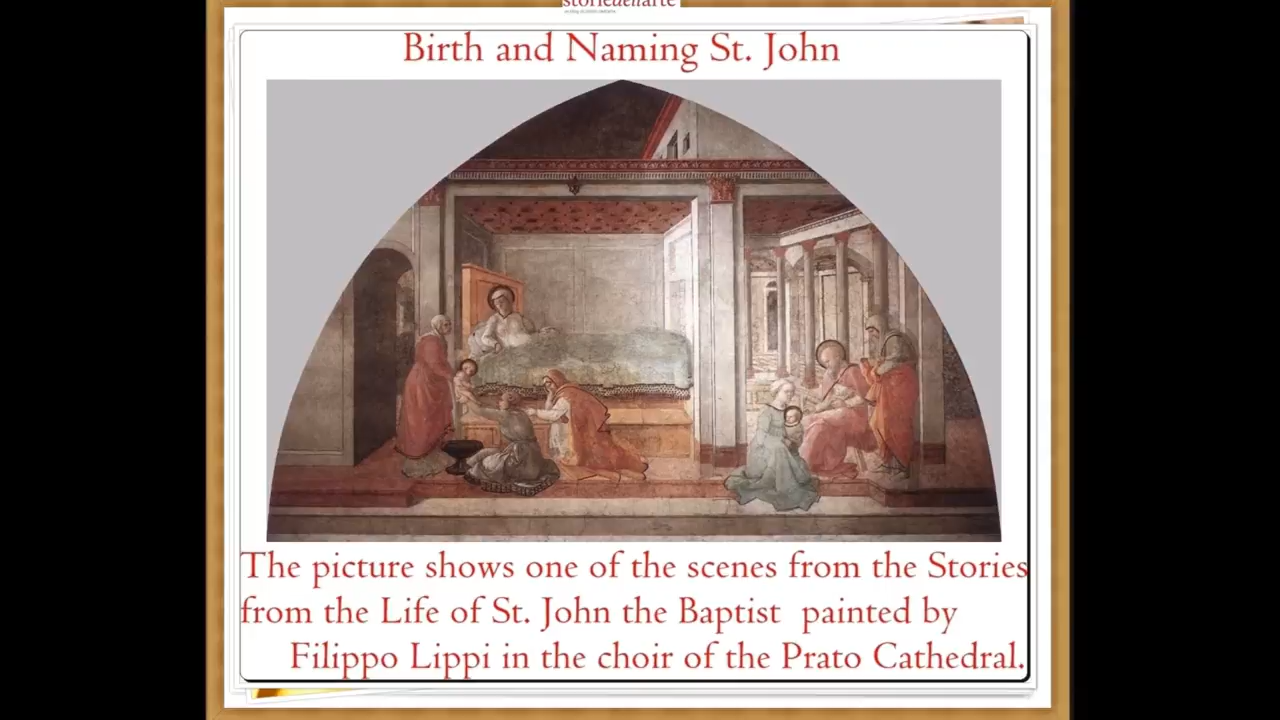 storiedellarte
Birth and Naming St. John
The picture shows one of the scenes from the Stories
from the Life of St. John the Baptist painted by
Filippo Lippi in the choir of the Prato Cathedral.